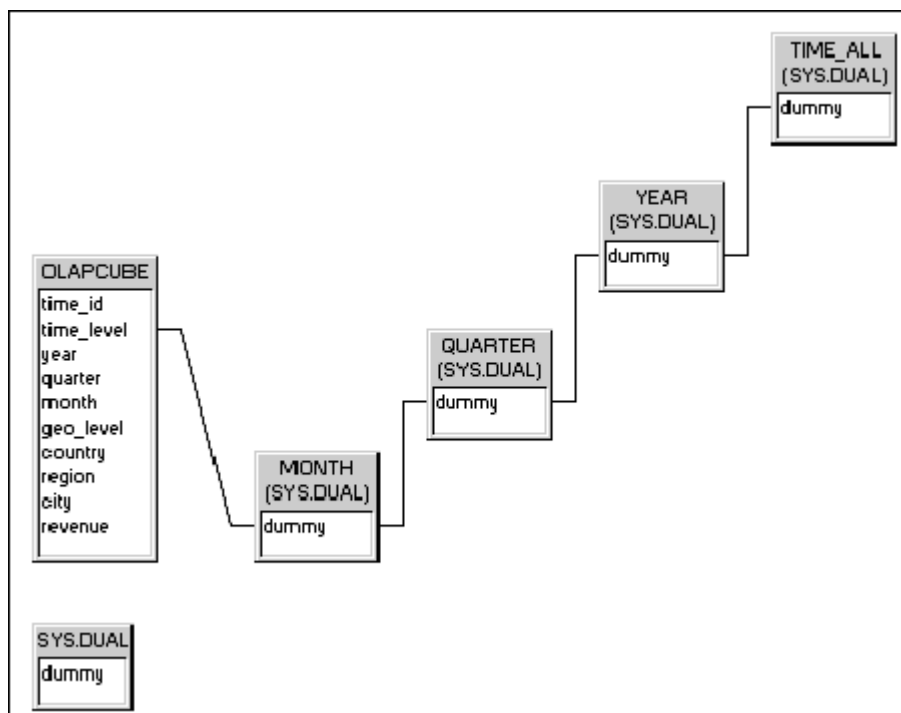 TIME_ALL
(SYS.DUAL)
dummy
YEAR
(SYS.DUAL)
dummy
OLAPCUBE
time_id
time_level
year
quarter
month
geo_level
country
region
city
revenue
QUARTER
(SYS.DUAL)
dummy
MONTH
(SYS.DUAL)
dummy
SYS.DUAL
dummy